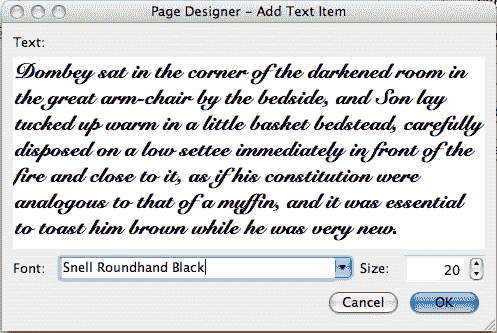 Page Designer - Add Text Item
Text:
Dombey sat in the corner of the darkened room in
the great arm-chair by the bedside, and Son lay
tucked up warm in a little basket bedstead, carefully
disposed on a low settee immediately in front of the
fire and close to it, as if his constitution were
analogous to that of a muffin, and it was essential
to toast him brown while he was very new.
Font: Snell Roundhand Black Size: 20
Cancel OK